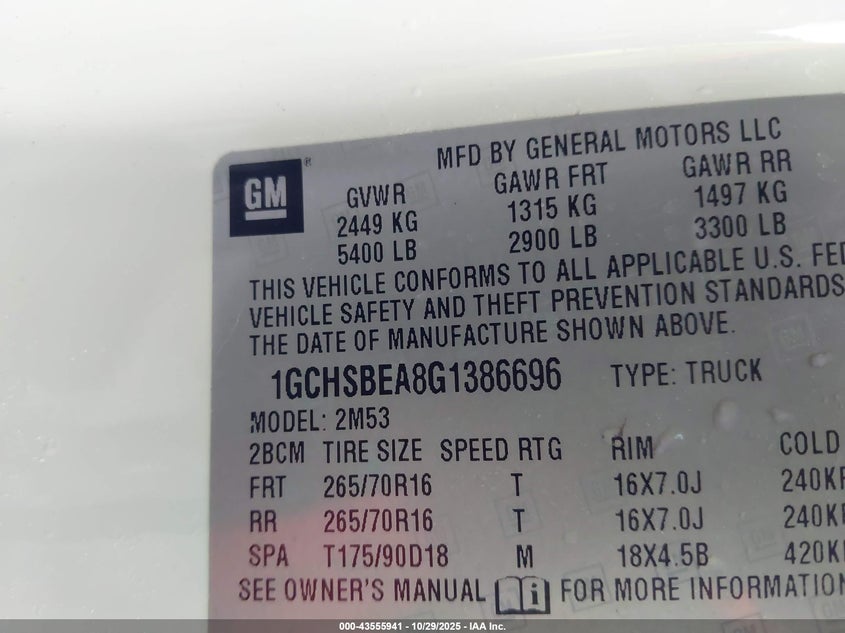 MFD BY GENERAL MOTORS LLC
GM ®
GVWR GAWR FRT GAWR RR
2449 KG 1315 KG 1497 KG
5400 LB 2900 LB 3300 LB
THIS VEHICLE CONFORMS TO ALL APPLICABLE U.S. FED
VEHICLE SAFETY AND THEFT PREVENTION STANDARDS
THE DATE OF MANUFACTURE SHOWN ABOVE.
1GCHSBEA8G1386696 TYPE: TRUCK
MODEL: 2M53
2BCM TIRE SIZE SPEED RTG RIM COLD
FRT 265/70R16 T 16X7.0J 240KP
RR 265/70R16 T 16X7.0J 240KP
SPA T175/90D18 M 18X4.5B 420KP
SEE OWNER'S MANUAL i FOR MORE INFORMATION
000-43555941 - 10/29/2025 - IAA Inc.